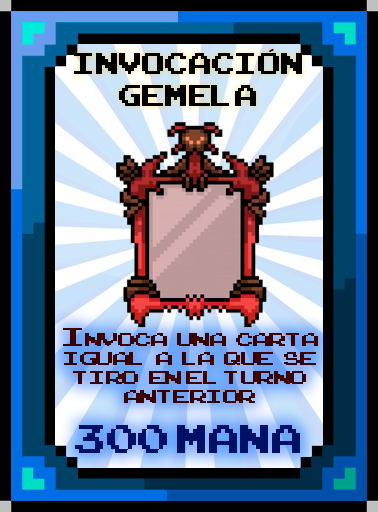 INVOCACIÓN
GEMELA
INVOCA UNA CARTA
IGUAL A LA QUE SE
TIRO EN EL TURNO
ANTERIOR
300 MANA